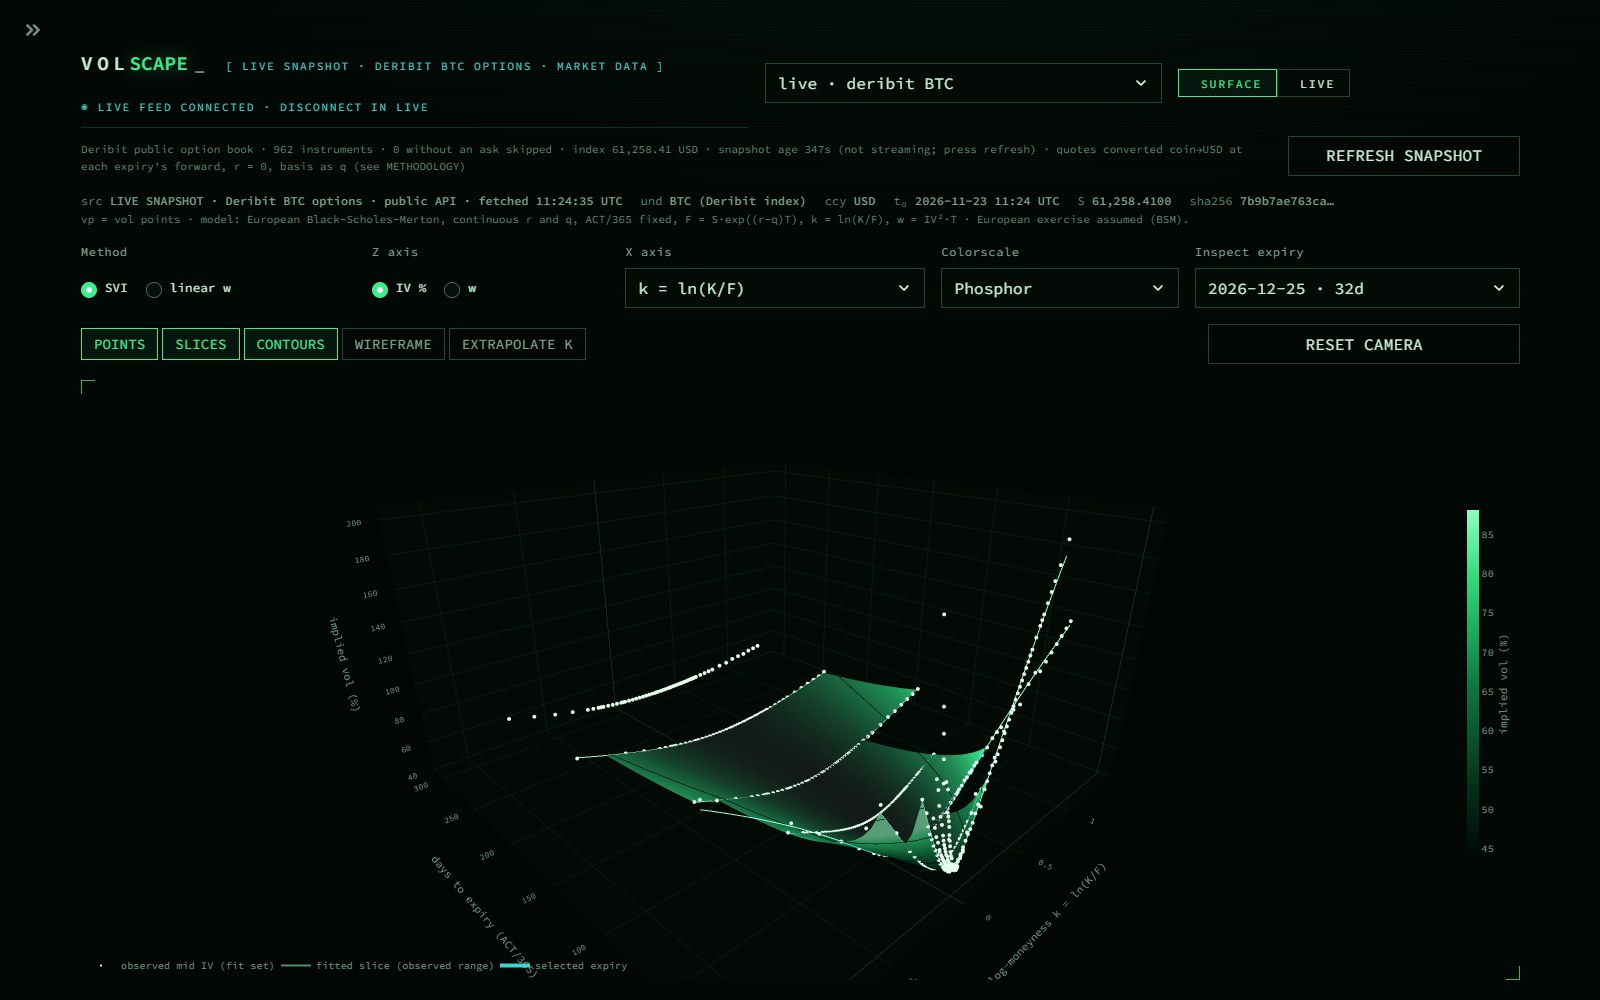 »
VOLSCAPE_ [ LIVE SNAPSHOT · DERIBIT BTC OPTIONS · MARKET DATA ]
live · deribit BTC
SURFACE LIVE
◉ LIVE FEED CONNECTED · DISCONNECT IN LIVE
Deribit public option book · 962 instruments · 0 without an ask skipped · index 61,258.41 USD · snapshot age 347s (not streaming; press refresh) · quotes converted coin→USD at
each expiry's forward, r = 0, basis as q (see METHODOLOGY)
REFRESH SNAPSHOT
src LIVE SNAPSHOT · Deribit BTC options · public API · fetched 11:24:35 UTC und BTC (Deribit index) ccy USD t₀ 2026-11-23 11:24 UTC S 61,258.4100 sha256 7b9b7ae763ca…
vp = vol points · model: European Black-Scholes-Merton, continuous r and q, ACT/365 fixed, F = S·exp((r-q)T), k = ln(K/F), w = IV²·T · European exercise assumed (BSM).
Method Z axis X axis Colorscale Inspect expiry
SVI linear w IV % w k = ln(K/F) Phosphor 2026-12-25 · 32d
POINTS SLICES CONTOURS WIREFRAME EXTRAPOLATE K RESET CAMERA
200
180
160
140
120
100
80
60
40
implied vol (%)
300
250
200
150
100
days to expiry (ACT/365)
1
0.5
0
log-moneyness k = ln(K/F)
85
80
75
70
65
60
55
50
45
implied vol (%)
observed mid IV (fit set) fitted slice (observed range) selected expiry